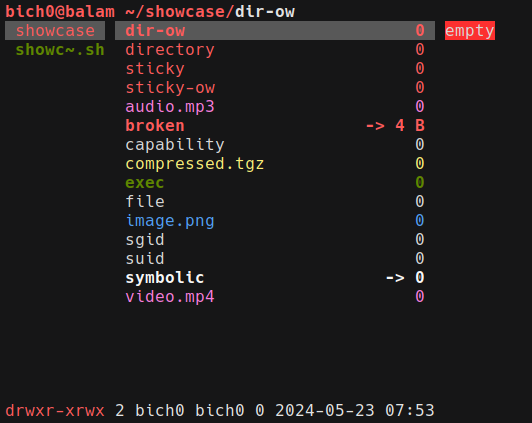 bich0@balam ~/showcase/dir-ow
showcase dir-ow 0 empty
showc~.sh directory 0
sticky 0
sticky-ow 0
audio.mp3 0
broken -> 4 B
capability 0
compressed.tgz 0
exec 0
file 0
image.png 0
sgid 0
suid 0
symbolic -> 0
video.mp4 0
drwxr-xrwx 2 bich0 bich0 0 2024-05-23 07:53